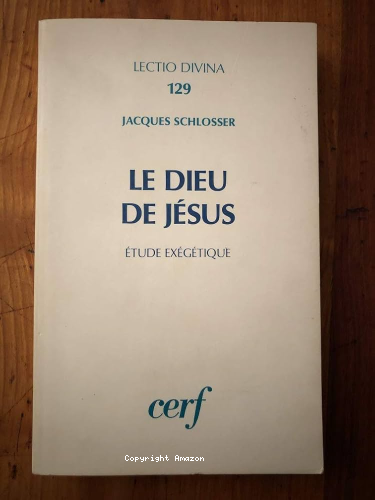 LECTIO DIVINA
129
JACQUES SCHLOSSER
LE DIEU
DE JÉSUS
ÉTUDE EXÉGÉTIQUE
cerf
Copyright Amazon